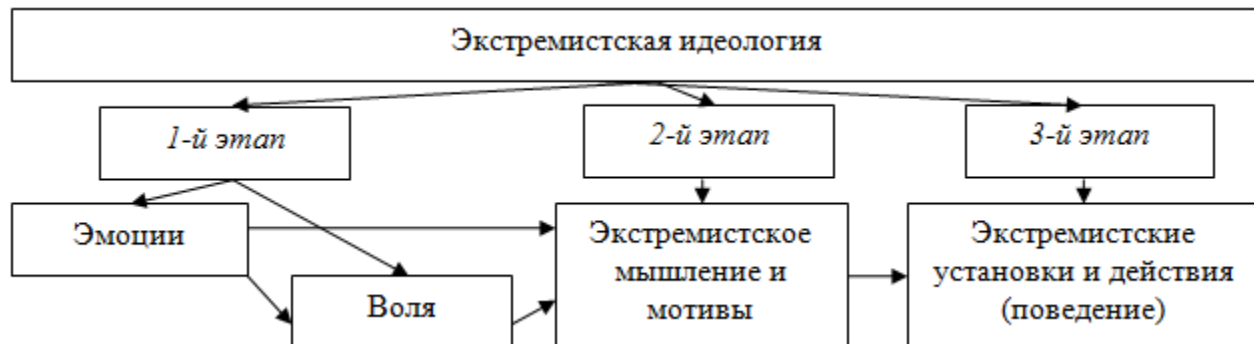 Экстремистская идеология
1-й этап
2-й этап
3-й этап
Эмоции
Воля
Экстремистское
мышление и
мотивы
Экстремистские
установки и действия
(поведение)